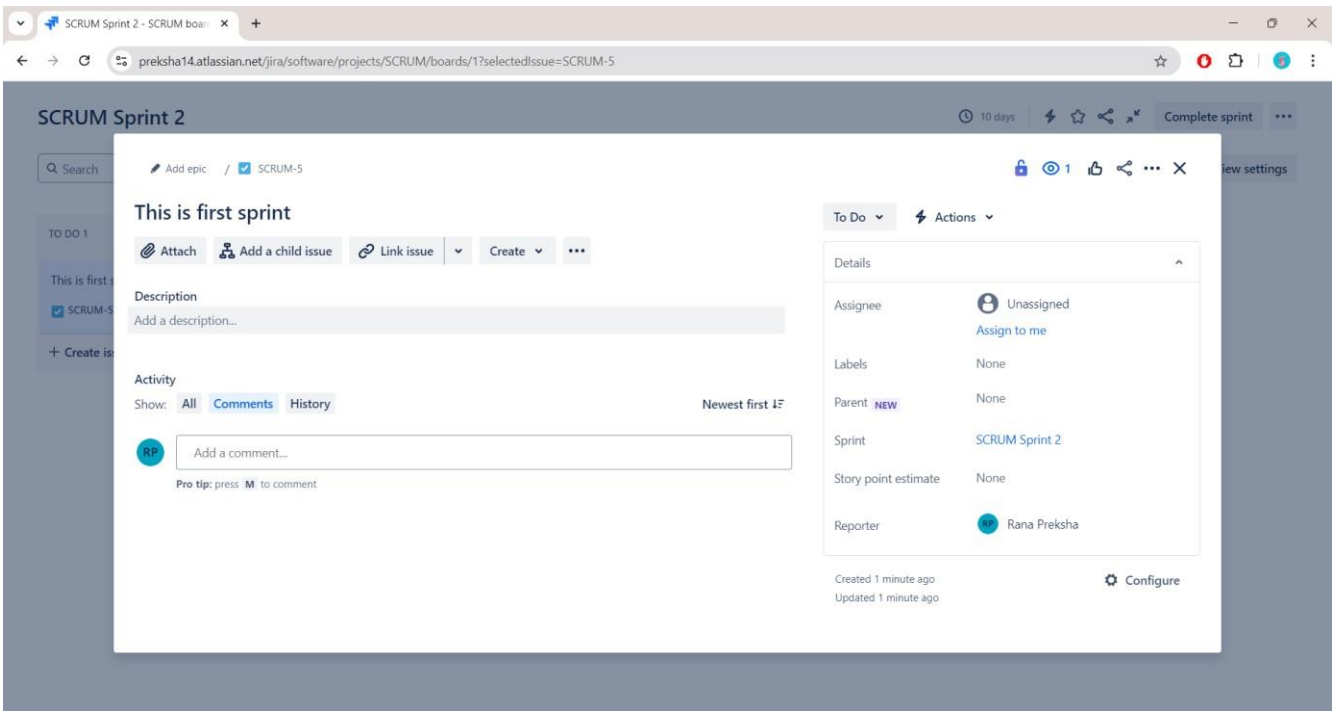 SCRUM Sprint 2 - SCRUM boar
preksha14.atlassian.net/jira/software/projects/SCRUM/boards/1?selectedIssue=SCRUM-5
SCRUM Sprint 2
10 days
Complete sprint
Search
iew settings
TO DO 1
This is first s
SCRUM-5
+ Create is
Add epic / SCRUM-5
1
This is first sprint
Attach
Add a child issue
Link issue
Create
Description
Add a description...
Activity
Show: All Comments History
Newest first
RP
Add a comment...
Pro tip: press M to comment
To Do
Actions
Details
Assignee
Unassigned
Assign to me
Labels
None
Parent NEW
None
Sprint
SCRUM Sprint 2
Story point estimate
None
Reporter
RP Rana Preksha
Created 1 minute ago
Updated 1 minute ago
Configure